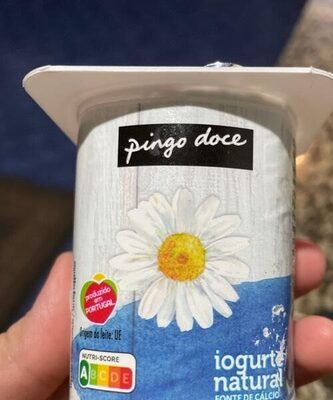 pingo doce
produzido
em
PORTUGAL
Origem do leite: UE
NUTRI-SCORE
A B C D E
iogurte
natural
FONTE DE CÁLCIO